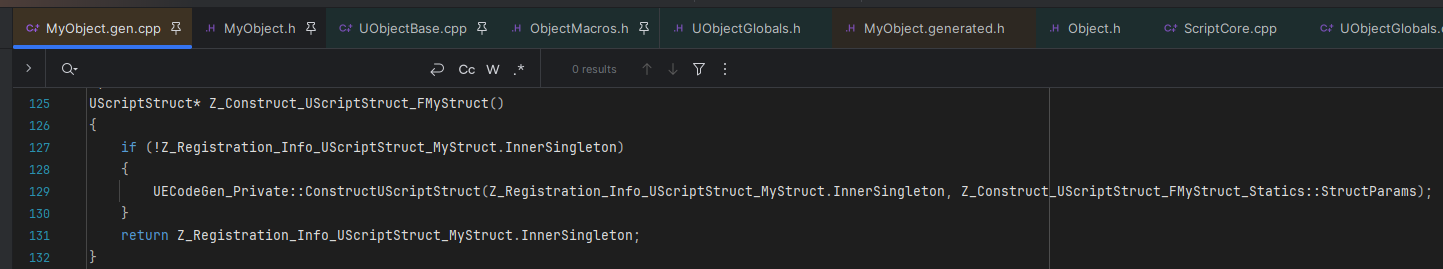 MyObject.gen.cpp MyObject.h UObjectBase.cpp ObjectMacros.h UObjectGlobals.h MyObject.generated.h Object.h ScriptCore.cpp
Cc W .* 0 results
125 UScriptStruct* Z_Construct_UScriptStruct_FMyStruct()
126 {
127 if (!Z_Registration_Info_UScriptStruct_MyStruct.InnerSingleton)
128 {
129 UECodeGen_Private::ConstructUScriptStruct(Z_Registration_Info_UScriptStruct_MyStruct.InnerSingleton, Z_Construct_UScriptStruct_FMyStruct_Statics::StructParams);
130 }
131 return Z_Registration_Info_UScriptStruct_MyStruct.InnerSingleton;
132 }